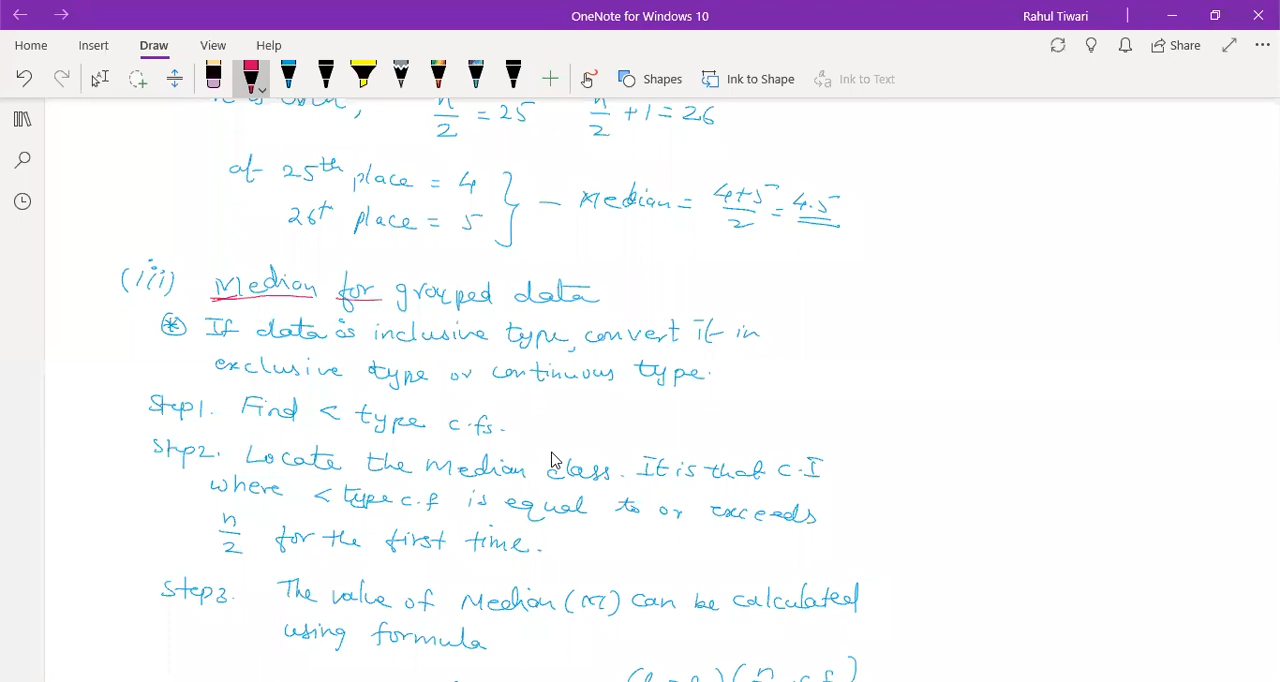 OneNote for Windows 10
Rahul Tiwari
Home Insert Draw View Help
Share
Shapes
Ink to Shape
Ink to Text
n/2 = 25 n/2 + 1 = 26
at 25th place = 4
26th place = 5
— Median = 4+5/2 = 4.5
(iii) Median for grouped data
* If data is inclusive type, convert it in
exclusive type or continuous type.
Step1. Find < type c.fs.
Step2. Locate the Median class. It is that C.I
where < type c.f is equal to or exceeds
n/2 for the first time.
Step3. The value of Median (M) can be calculated
using formula